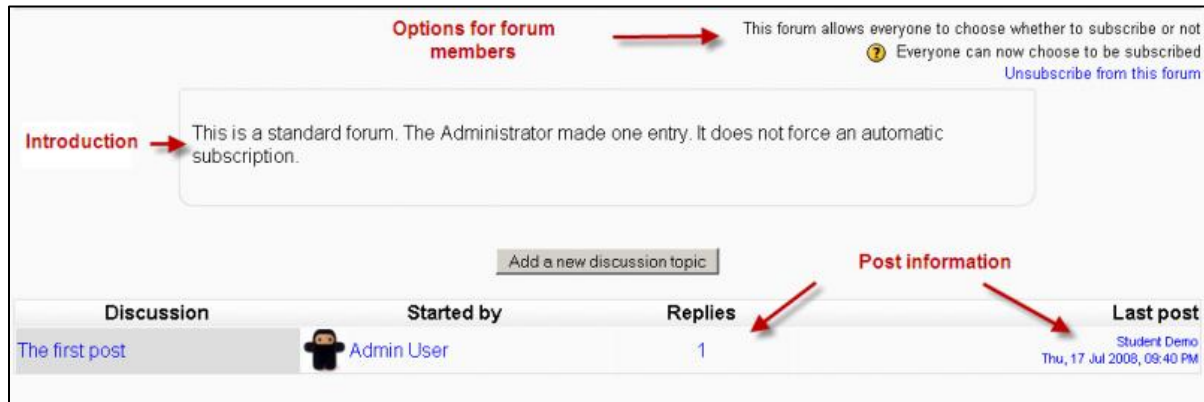 Options for forum
members
This forum allows everyone to choose whether to subscribe or not
? Everyone can now choose to be subscribed
Unsubscribe from this forum
Introduction
This is a standard forum. The Administrator made one entry. It does not force an automatic
subscription.
Add a new discussion topic
Post information
Discussion Started by Replies Last post
The first post Admin User 1 Student Demo
Thu, 17 Jul 2008, 09:40 PM